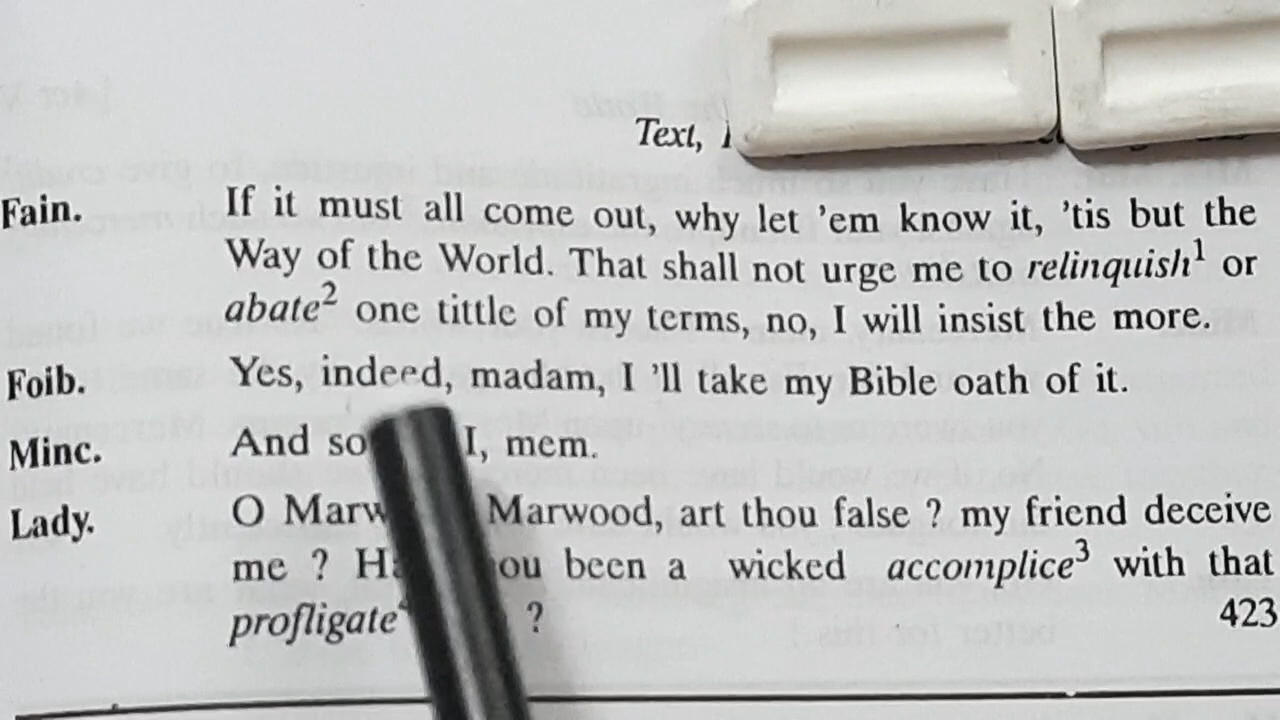 Text,
Fain. If it must all come out, why let ’em know it, ’tis but the
Way of the World. That shall not urge me to relinquish1 or
abate2 one tittle of my terms, no, I will insist the more.
Foib. Yes, indeed, madam, I ’ll take my Bible oath of it.
Minc. And so I, mem.
Lady. O Marwood, art thou false ? my friend deceive
me ? been a wicked accomplice3 with that
profligate ? 423